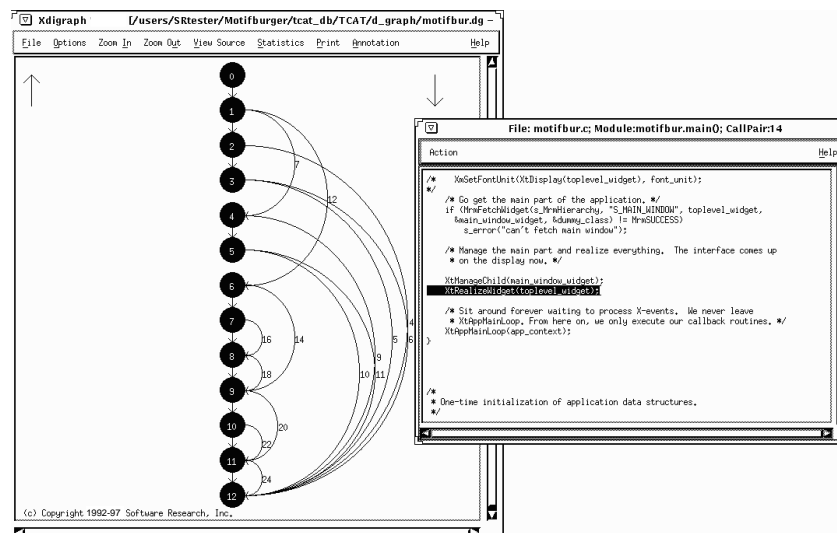 Xdigraph [/users/SRtester/Motifburger/tcat_db/TCAT/d_graph/motifbur.dg -
File Options Zoom In Zoom Out View Source Statistics Print Annotation Help
0
1
2
3
4
5
6
7
8
9
10
11
12
7
12
4
16
14
5
6
18
9
10
11
20
22
24
(c) Copyright 1992-97 Software Research, Inc.
File: motifbur.c; Module:motifbur.main(); CallPair:14
Action Help
/* XmSetFontUnit(XtDisplay(toplevel_widget), font_unit);
*/
/* Go get the main part of the application. */
if (MrmFetchWidget(s_MrmHierarchy, "S_MAIN_WINDOW", toplevel_widget,
&main_window_widget, &dummy_class) != MrmSUCCESS)
s_error("can't fetch main window");
/* Manage the main part and realize everything. The interface comes up
* on the display now. */
XtManageChild(main_window_widget);
XtRealizeWidget(toplevel_widget);
/* Sit around forever waiting to process X-events. We never leave
* XtAppMainLoop. From here on, we only execute our callback routines. */
XtAppMainLoop(app_context);
}
/*
* One-time initialization of application data structures.
*/